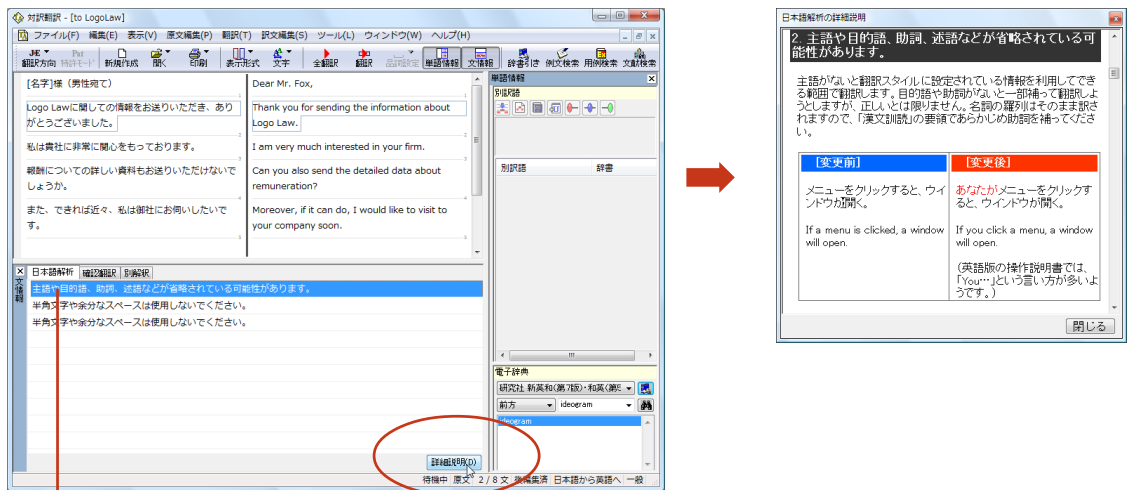 対訳翻訳 - [to LogoLaw]
ファイル(F) 編集(E) 表示(V) 原文編集(P) 翻訳(T) 訳文編集(S) ツール(L) ウィンドウ(W) ヘルプ(H)
JE Pat
翻訳方向 特許モード 新規作成 開く 印刷 表示形式 文字 全翻訳 翻訳 品詞設定 単語情報 文情報 辞書引き 例文検索 用例検索 文献検索
[名字]様（男性宛て）
Dear Mr. Fox,
1
1
Logo Lawに関しての情報をお送りいただき、あり
がとうございました。
Thank you for sending the information about
Logo Law.
2
2
私は貴社に非常に関心をもっております。
I am very much interested in your firm.
3
3
報酬についての詳しい資料もお送りいただけないで
しょうか。
Can you also send the detailed data about
remuneration?
4
4
また、できれば近々、私は御社にお伺いしたいで
す。
Moreover, if it can do, I would like to visit to
your company soon.
5
5
単語情報
別訳語
別訳語 辞書
文情報
日本語解析 確認翻訳 別解釈
主語や目的語、助詞、述語などが省略されている可能性があります。
半角文字や余分なスペースは使用しないでください。
半角文字や余分なスペースは使用しないでください。
詳細説明(D)
電子辞典
研究社 新英和(第7版)・和英(第5
前方 ideogram
ideogram
待機中 原文 2 / 8 文 後編集済 日本語から英語へ 一般
日本語解析の詳細説明
2. 主語や目的語、助詞、述語などが省略されている可
能性があります。
主語がないと翻訳スタイルに設定されている情報を利用してでき
る範囲で翻訳します。目的語や助詞がないと一部補って翻訳しよ
うとしますが、正しいとは限りません。名詞の羅列はそのまま訳さ
れますので、「漢文訓読」の要領であらかじめ助詞を補ってくださ
い。
［変更前］
メニューをクリックすると、ウイ
ンドウが開く。
If a menu is clicked, a window
will open.
［変更後］
あなたがメニューをクリックす
ると、ウインドウが開く。
If you click a menu, a window
will open.
(英語版の操作説明書では、
「You…」という言い方が多いよ
うです。)
閉じる